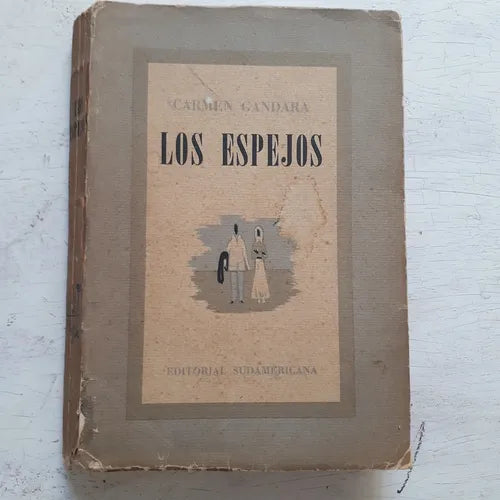 CARMEN GANDARA
LOS ESPEJOS
EDITORIAL SUDAMERICANA